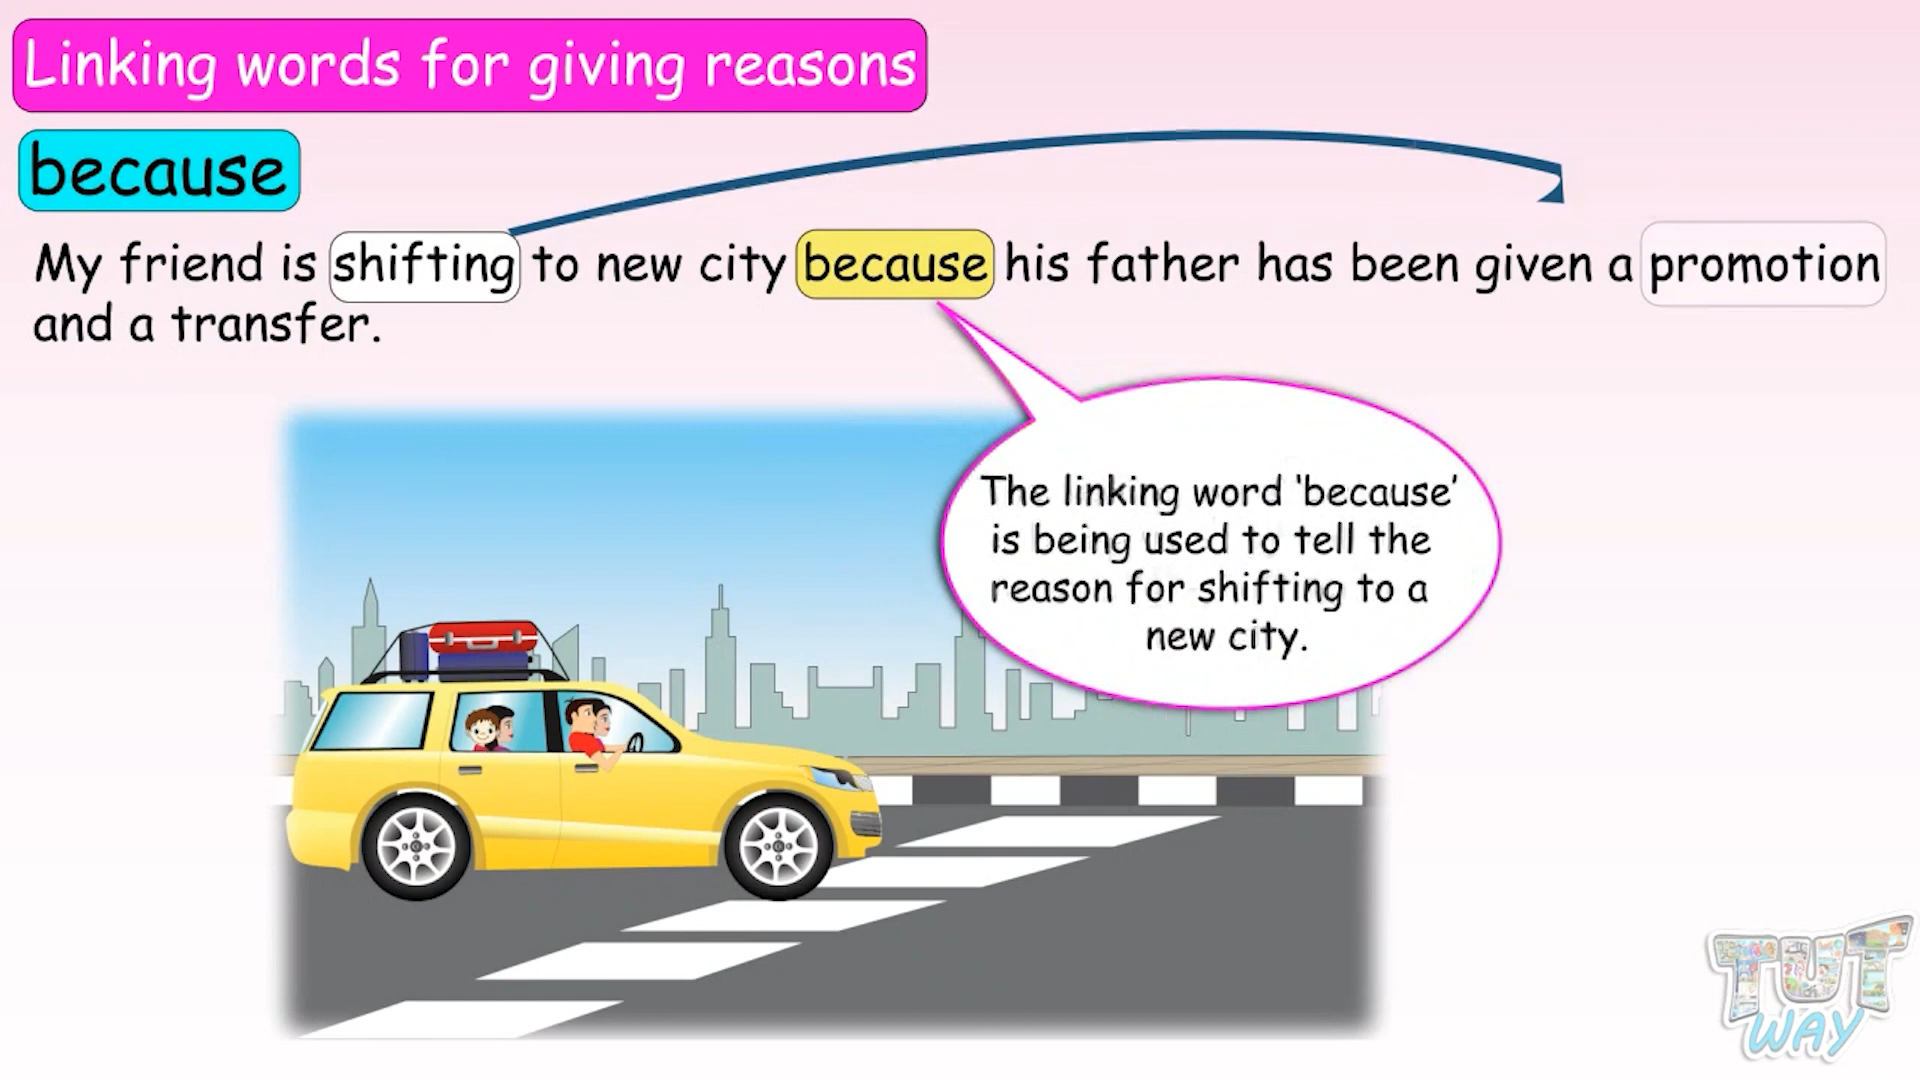 Linking words for giving reasons
because
My friend is shifting to new city because his father has been given a promotion
and a transfer.
The linking word ‘because’
is being used to tell the
reason for shifting to a
new city.
TUT
WAY